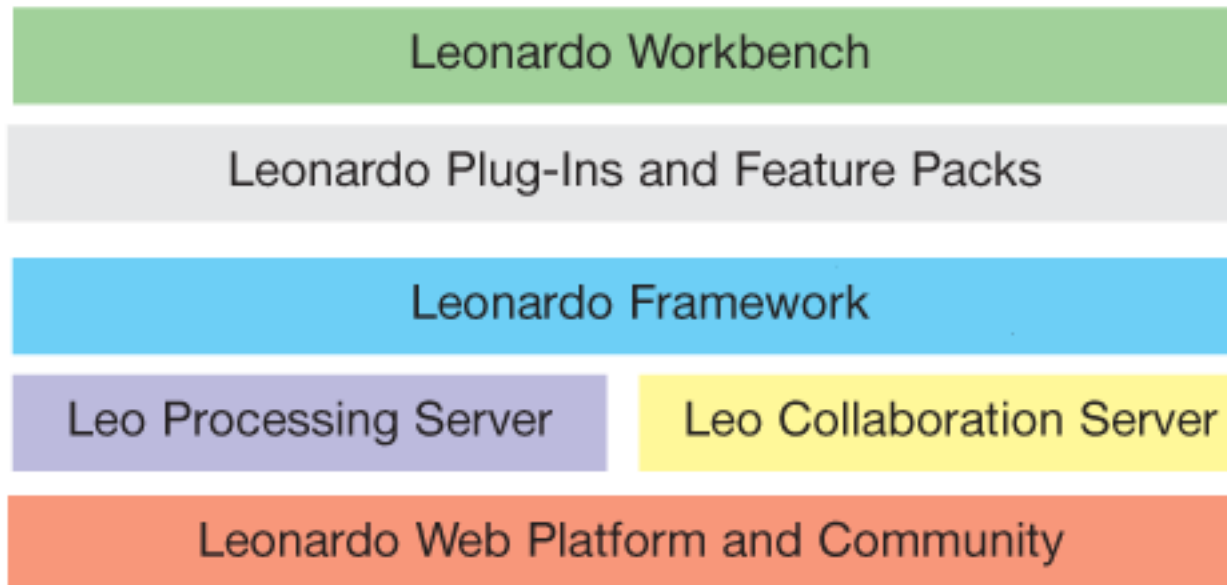 Leonardo Workbench
Leonardo Plug-Ins and Feature Packs
Leonardo Framework
Leo Processing Server
Leo Collaboration Server
Leonardo Web Platform and Community